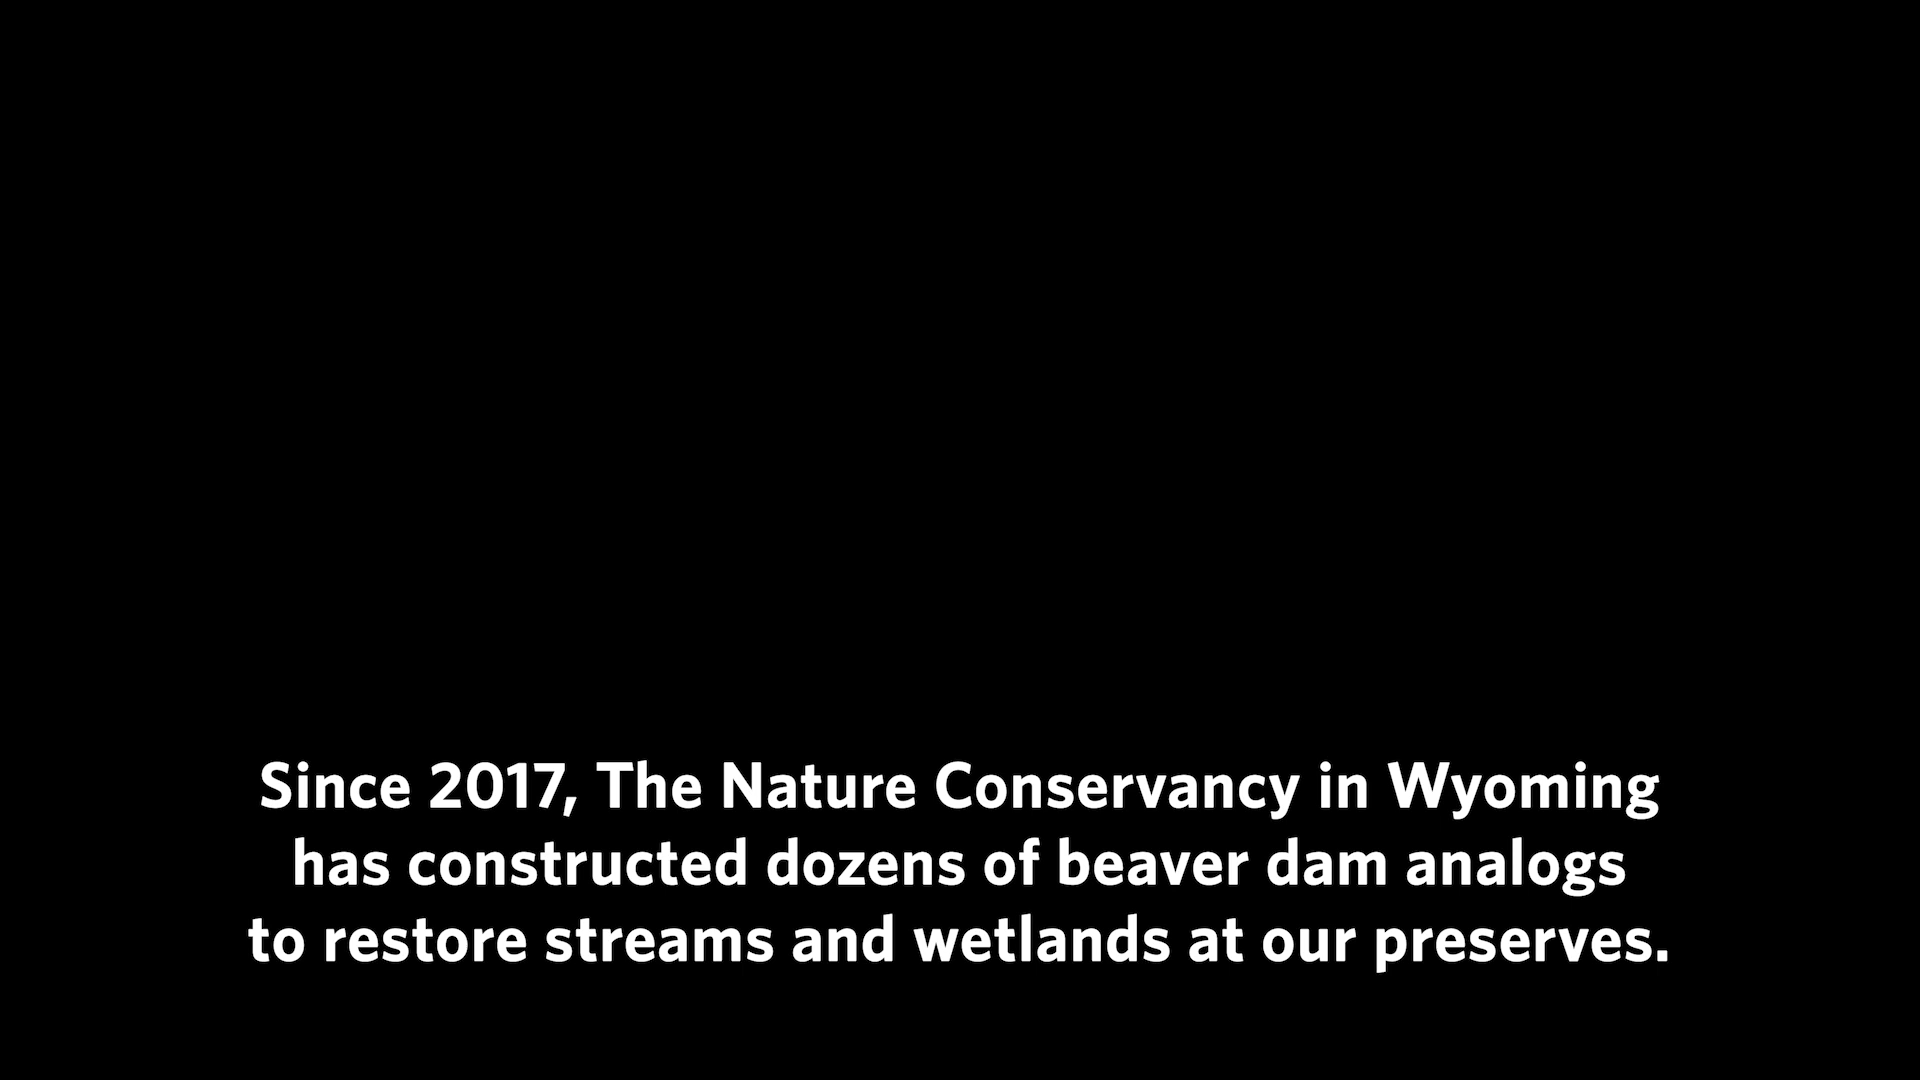 Since 2017, The Nature Conservancy in Wyoming
has constructed dozens of beaver dam analogs
to restore streams and wetlands at our preserves.